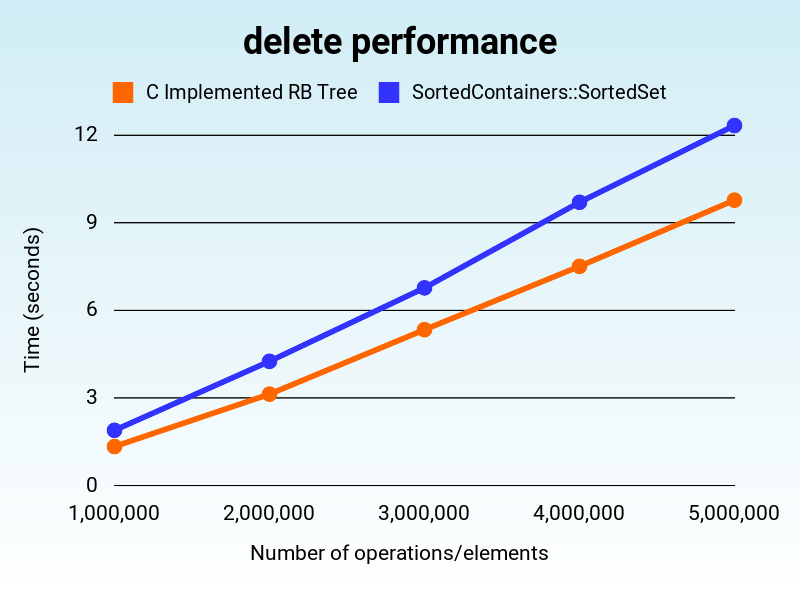 delete performance
C Implemented RB Tree SortedContainers::SortedSet
12
9
6
3
0
Time (seconds)
1,000,000 2,000,000 3,000,000 4,000,000 5,000,000
Number of operations/elements